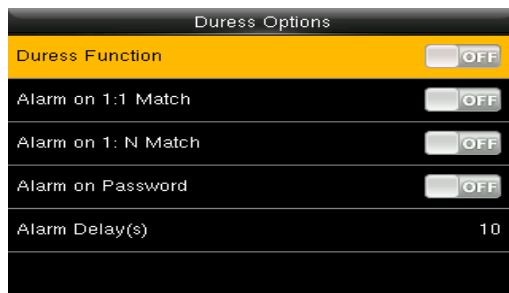 Duress Options
Duress Function OFF
Alarm on 1:1 Match OFF
Alarm on 1: N Match OFF
Alarm on Password OFF
Alarm Delay(s) 10